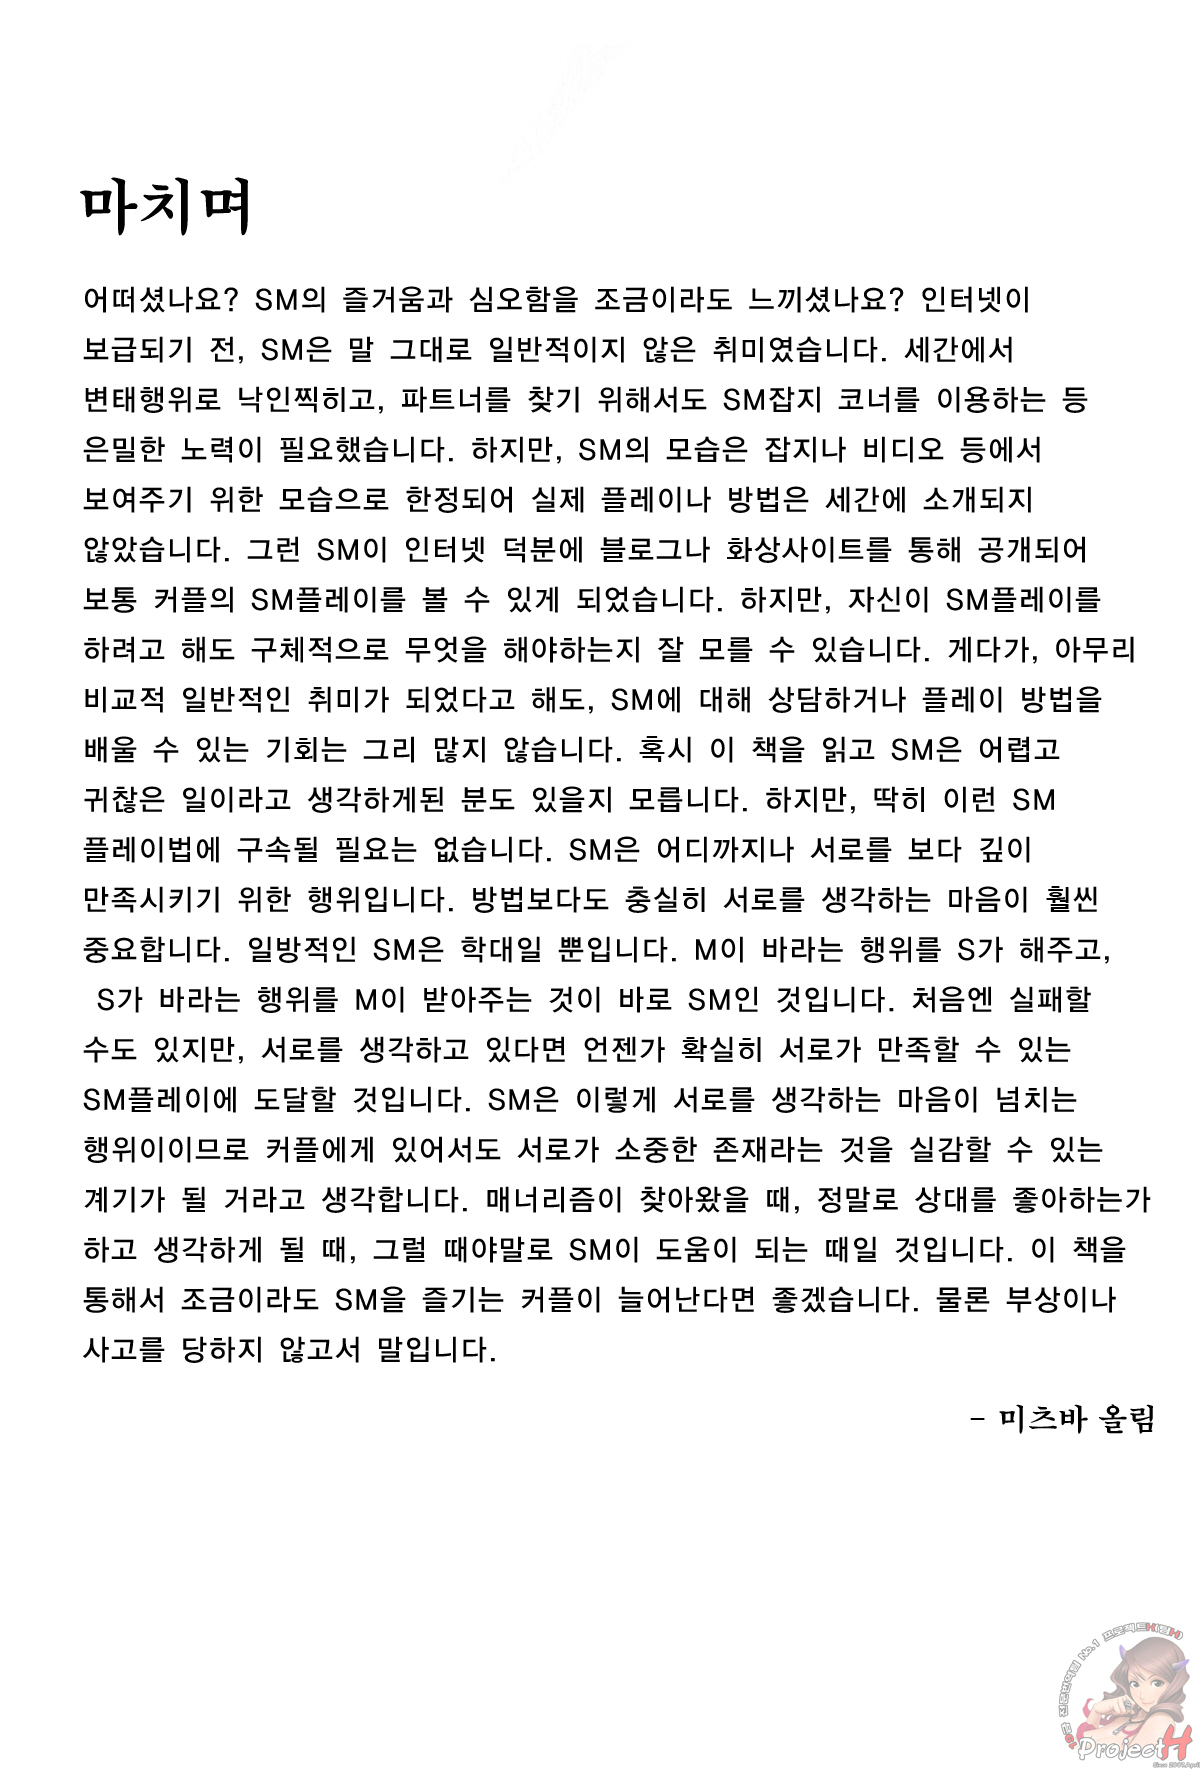 마치며
어떠셨나요? SM의 즐거움과 심오함을 조금이라도 느끼셨나요? 인터넷이
보급되기 전, SM은 말 그대로 일반적이지 않은 취미였습니다. 세간에서
변태행위로 낙인찍히고, 파트너를 찾기 위해서도 SM잡지 코너를 이용하는 등
은밀한 노력이 필요했습니다. 하지만, SM의 모습은 잡지나 비디오 등에서
보여주기 위한 모습으로 한정되어 실제 플레이나 방법은 세간에 소개되지
않았습니다. 그런 SM이 인터넷 덕분에 블로그나 화상사이트를 통해 공개되어
보통 커플의 SM플레이를 볼 수 있게 되었습니다. 하지만, 자신이 SM플레이를
하려고 해도 구체적으로 무엇을 해야하는지 잘 모를 수 있습니다. 게다가, 아무리
비교적 일반적인 취미가 되었다고 해도, SM에 대해 상담하거나 플레이 방법을
배울 수 있는 기회는 그리 많지 않습니다. 혹시 이 책을 읽고 SM은 어렵고
귀찮은 일이라고 생각하게된 분도 있을지 모릅니다. 하지만, 딱히 이런 SM
플레이법에 구속될 필요는 없습니다. SM은 어디까지나 서로를 보다 깊이
만족시키기 위한 행위입니다. 방법보다도 충실히 서로를 생각하는 마음이 훨씬
중요합니다. 일방적인 SM은 학대일 뿐입니다. M이 바라는 행위를 S가 해주고,
S가 바라는 행위를 M이 받아주는 것이 바로 SM인 것입니다. 처음엔 실패할
수도 있지만, 서로를 생각하고 있다면 언젠가 확실히 서로가 만족할 수 있는
SM플레이에 도달할 것입니다. SM은 이렇게 서로를 생각하는 마음이 넘치는
행위이이므로 커플에게 있어서도 서로가 소중한 존재라는 것을 실감할 수 있는
계기가 될 거라고 생각합니다. 매너리즘이 찾아왔을 때, 정말로 상대를 좋아하는가
하고 생각하게 될 때, 그럴 때야말로 SM이 도움이 되는 때일 것입니다. 이 책을
통해서 조금이라도 SM을 즐기는 커플이 늘어난다면 좋겠습니다. 물론 부상이나
사고를 당하지 않고서 말입니다.
- 미츠바 올림
19금 전문번역팀 No.1 프로젝트H(팀H)
ProjectH
Since 2007.April